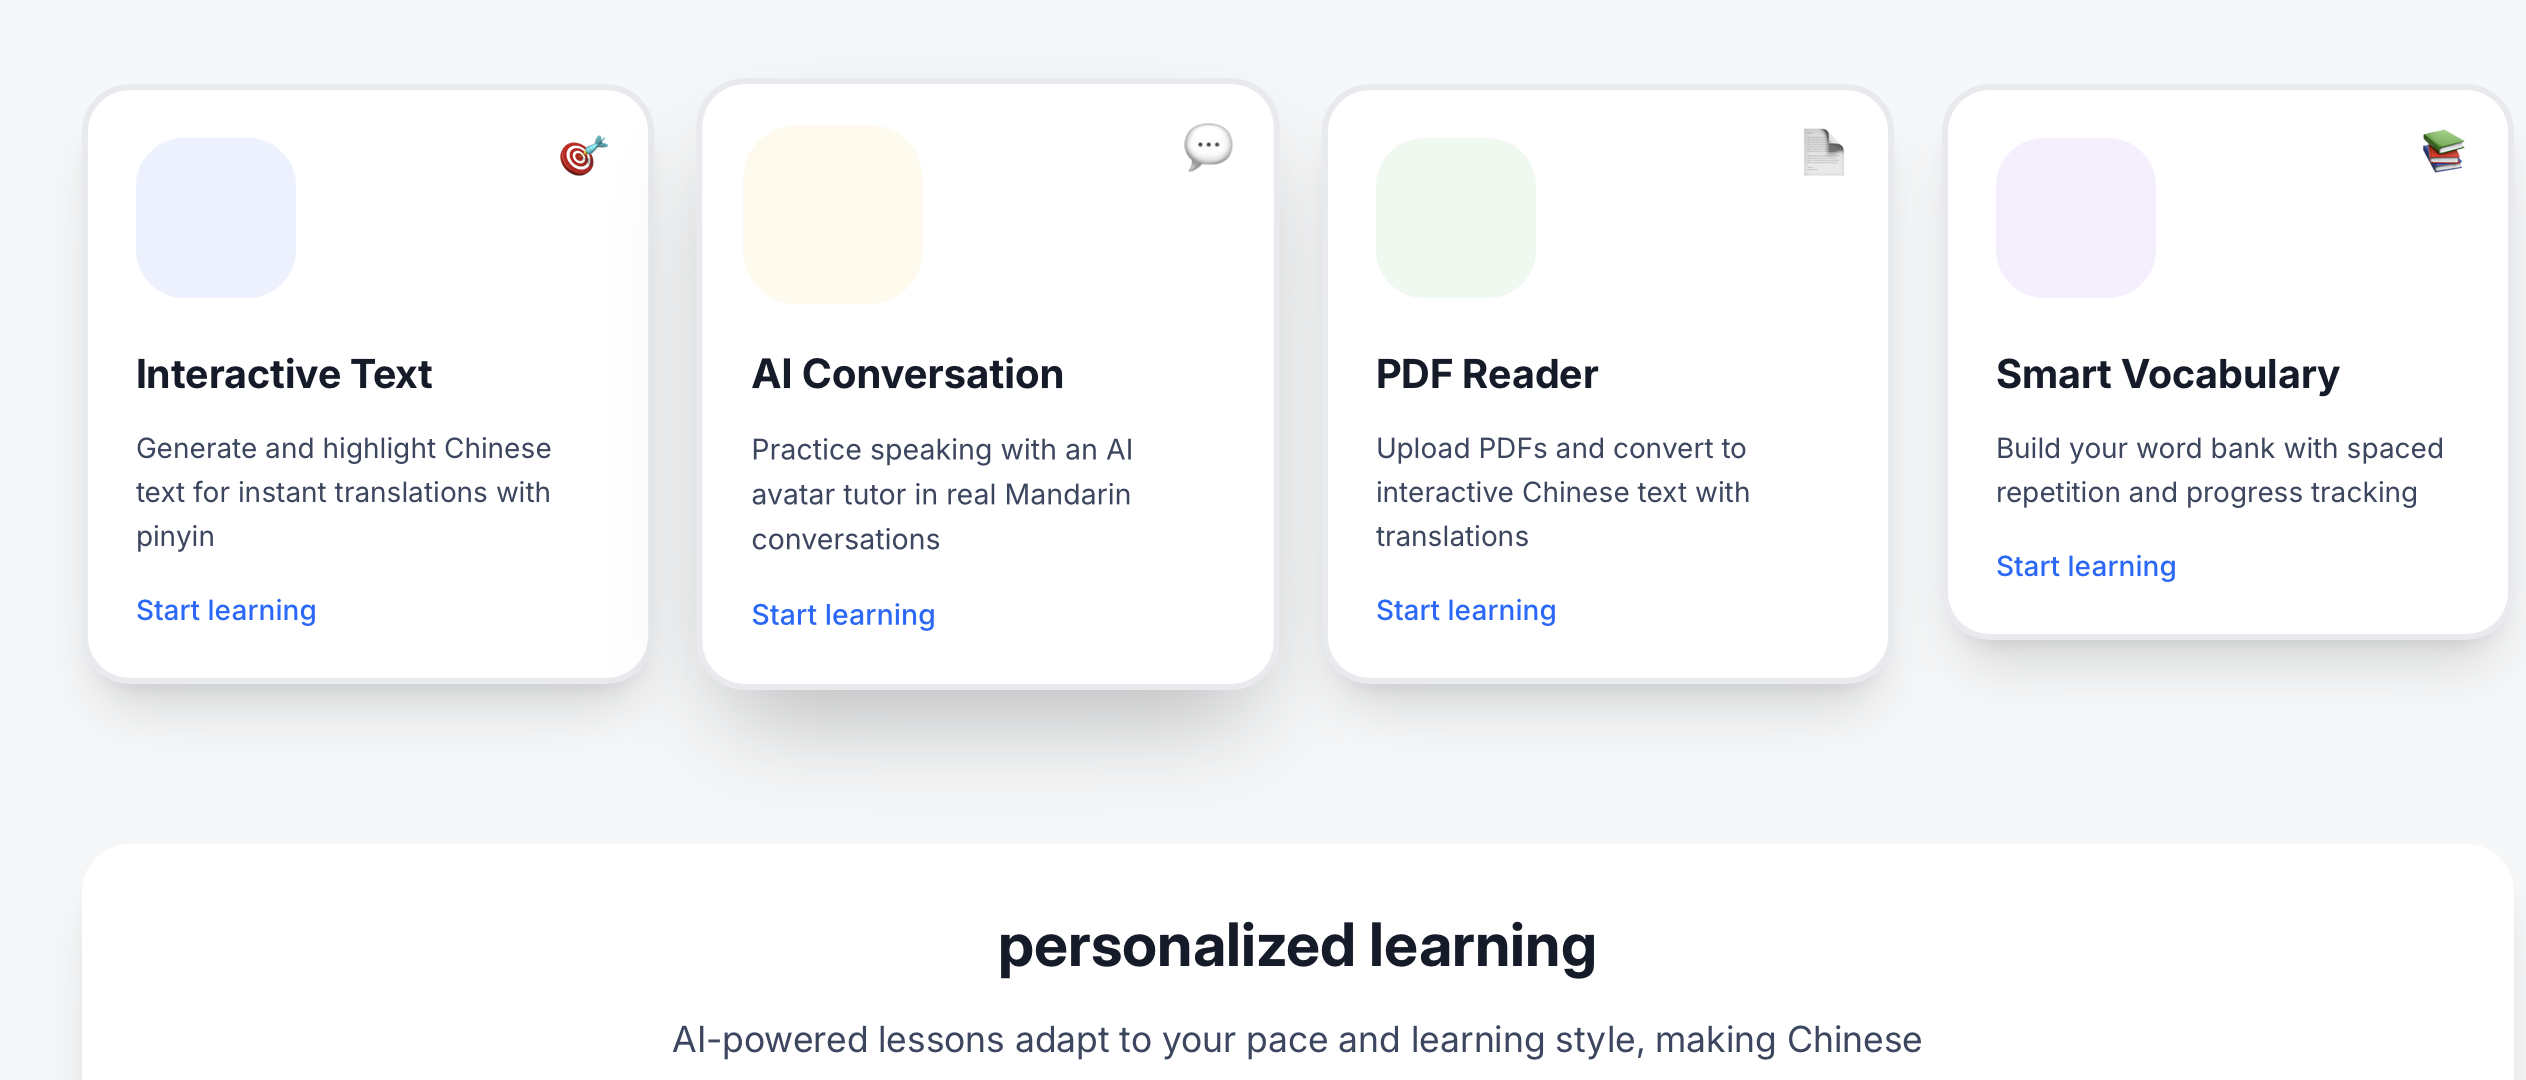 Interactive Text
Generate and highlight Chinese
text for instant translations with
pinyin
Start learning
AI Conversation
Practice speaking with an AI
avatar tutor in real Mandarin
conversations
Start learning
PDF Reader
Upload PDFs and convert to
interactive Chinese text with
translations
Start learning
Smart Vocabulary
Build your word bank with spaced
repetition and progress tracking
Start learning
personalized learning
AI-powered lessons adapt to your pace and learning style, making Chinese